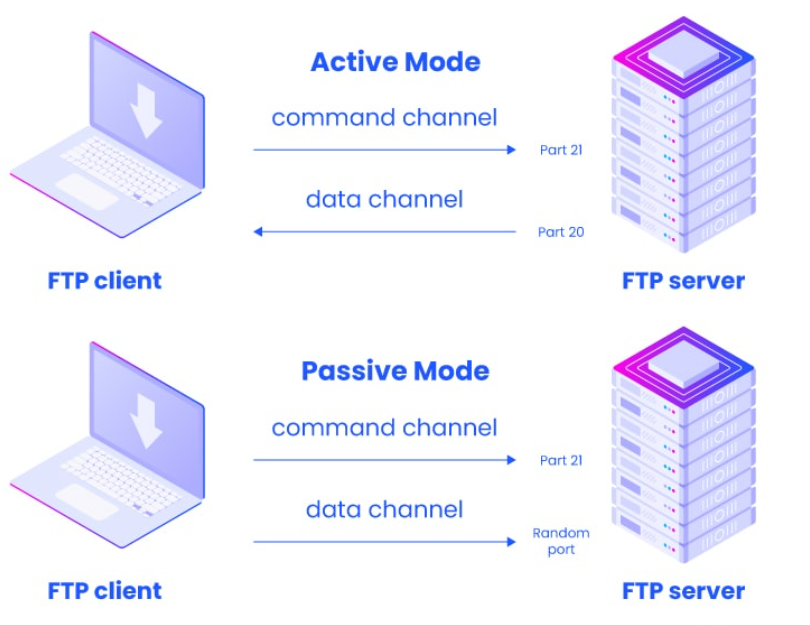 Active Mode
command channel
Part 21
data channel
Part 20
FTP client
FTP server
Passive Mode
command channel
Part 21
data channel
Random
port
FTP client
FTP server